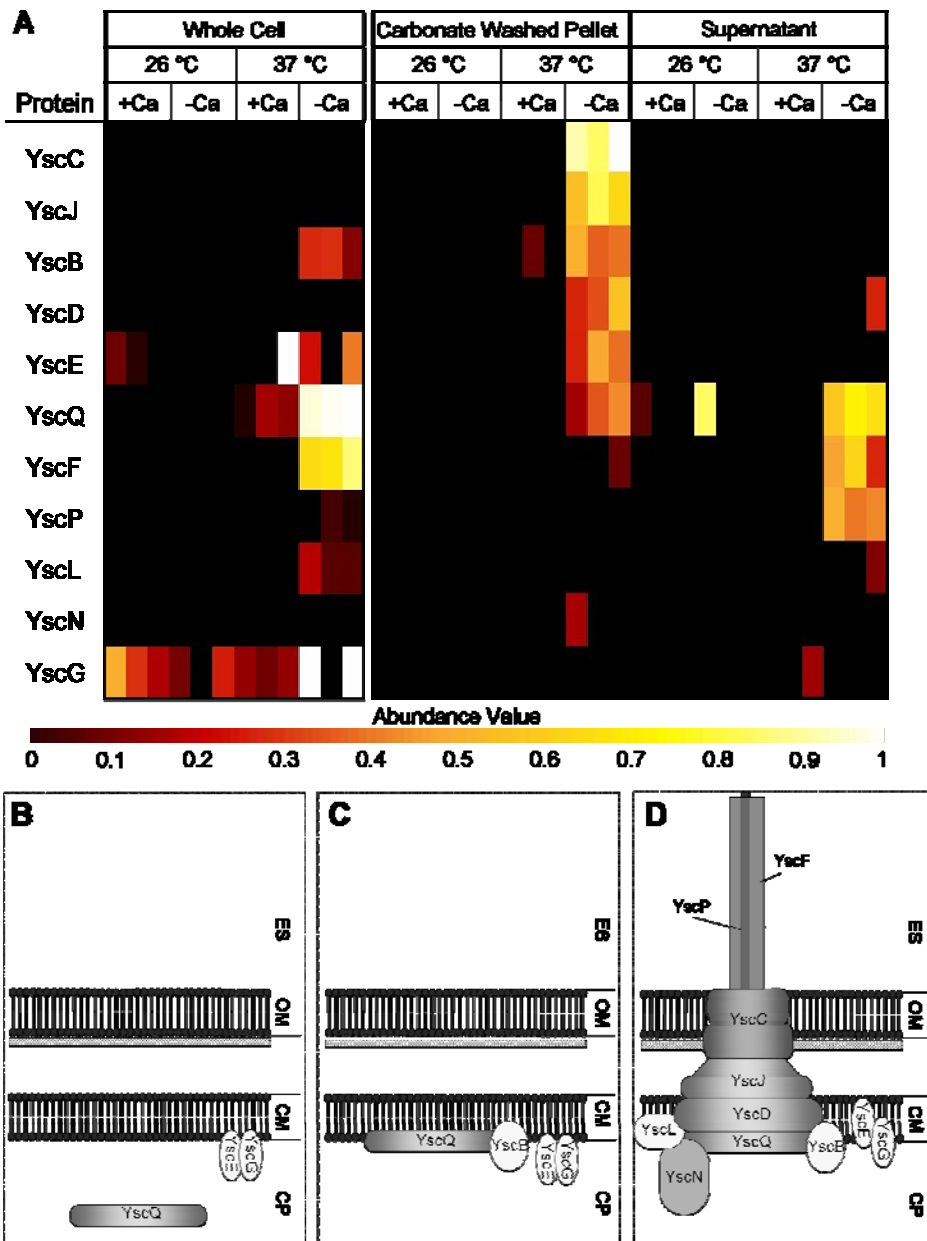 A
Whole Cell
Carbonate Washed Pellet
Supernatant
26 °C
37 °C
26 °C
37 °C
26 °C
37 °C
Protein
+Ca
-Ca
+Ca
-Ca
+Ca
-Ca
+Ca
-Ca
+Ca
-Ca
+Ca
-Ca
YscC
YscJ
YscB
YscD
YscE
YscQ
YscF
YscP
YscL
YscN
YscG
Abundance Value
0 0.1 0.2 0.3 0.4 0.5 0.6 0.7 0.8 0.9 1
B
ES
OM
CM
YscE
YscG
CP
YscQ
C
ES
OM
CM
YscQ
YscB
YscE
YscG
CP
D
YscF
YscP
ES
YscC
OM
YscJ
YscD
CM
YscL
YscQ
YscB
YscE
YscG
YscN
CP